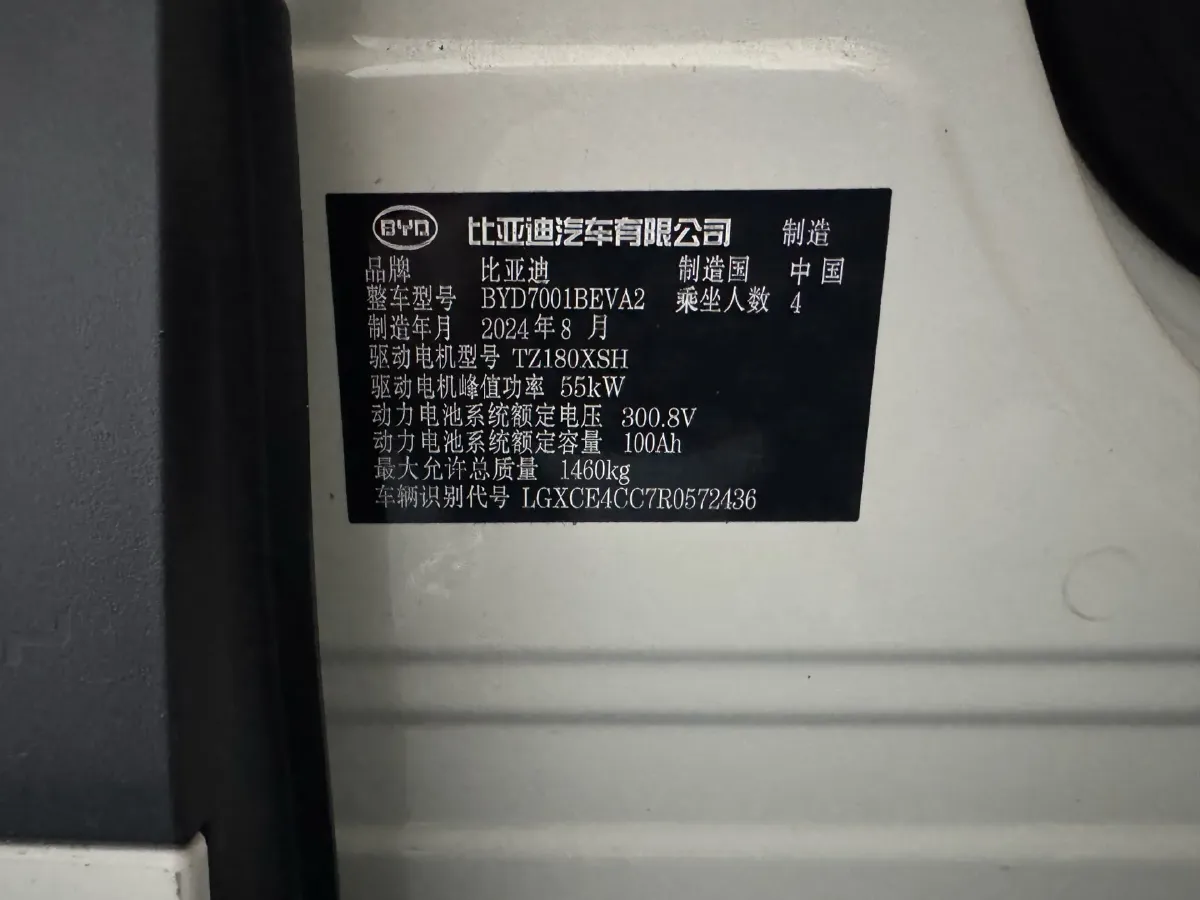 BYD 比亚迪汽车有限公司 制造
品牌 比亚迪 制造国 中国
整车型号 BYD7001BEVA2 乘坐人数 4
制造年月 2024年8月
驱动电机型号 TZ180XSH
驱动电机峰值功率 55kW
动力电池系统额定电压 300.8V
动力电池系统额定容量 100Ah
最大允许总质量 1460kg
车辆识别代号 LGXCE4CC7R0572436